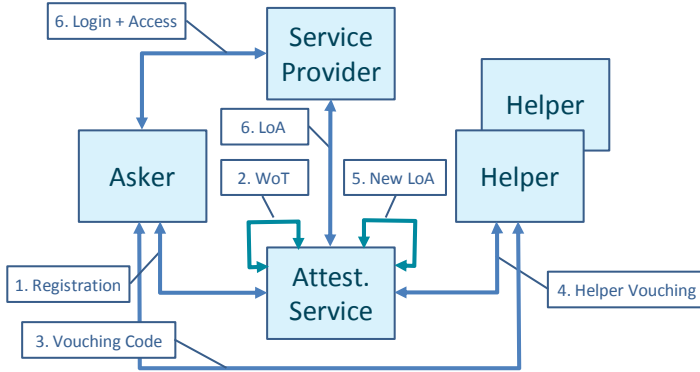 6. Login + Access
Service
Provider
Helper
Helper
6. LoA
Asker
2. WoT
5. New LoA
1. Registration
Attest.
Service
4. Helper Vouching
3. Vouching Code